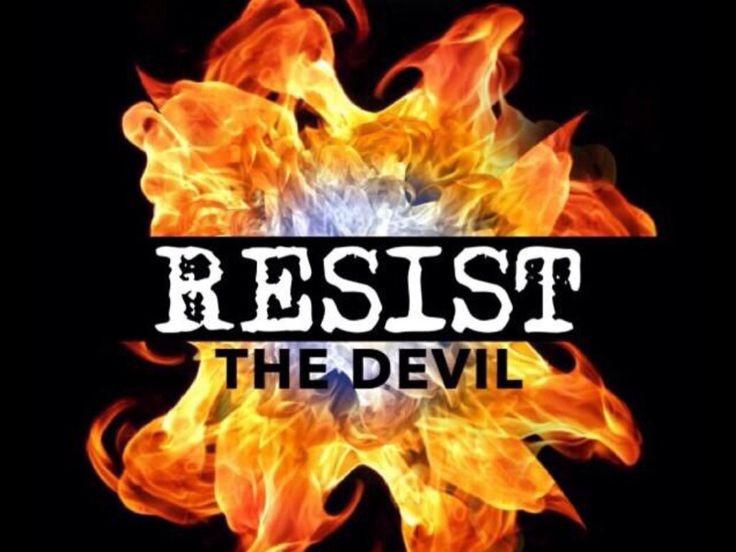 RESIST
THE DEVIL